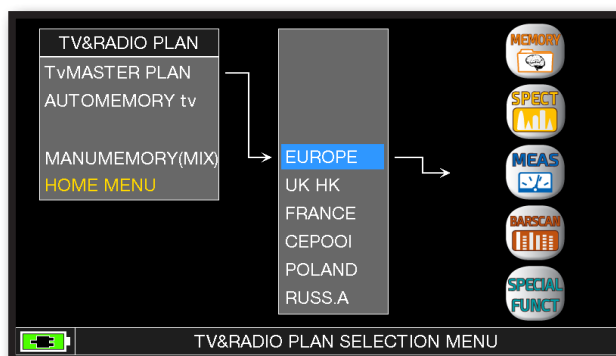 TV&RADIO PLAN
TvMASTER PLAN
AUTOMEMORY tv
MANUMEMORY(MIX)
HOME MENU
EUROPE
UK HK
FRANCE
CEPOOI
POLAND
RUSS.A
MEMORY
SPECT
MEAS
BARSCAN
SPECIAL
FUNCT
TV&RADIO PLAN SELECTION MENU